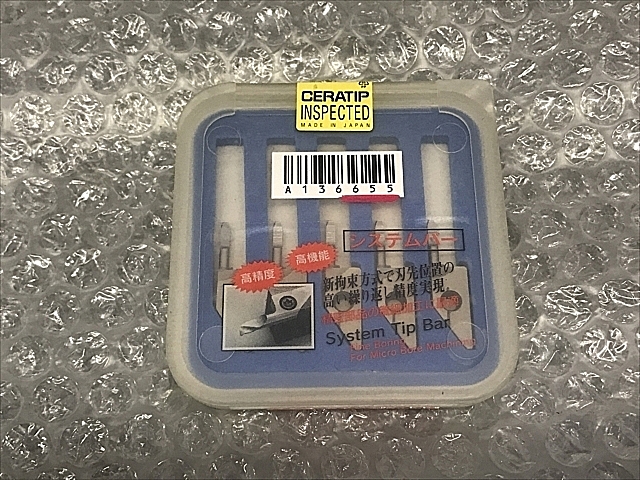 CERATIP
INSPECTED
MADE IN JAPAN
A136655
システムバー
高機能
高精度
新拘束方式で刃先位置の
高い繰り返し精度実現。
System Tip Bar
For Micro Bore Machining